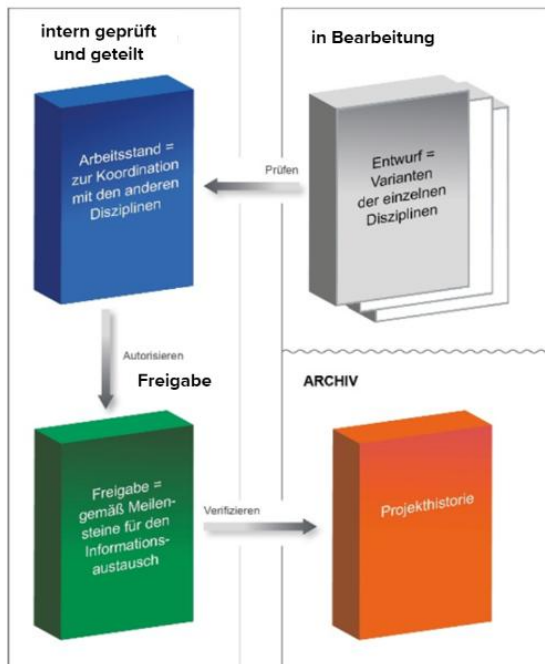 intern geprüft
und geteilt
in Bearbeitung
Arbeitsstand =
zur Koordination
mit den anderen
Disziplinen
Prüfen
Entwurf =
Varianten
der einzelnen
Disziplinen
Autorisieren
Freigabe
ARCHIV
Freigabe =
gemäß Meilen-
steine für den
Informations-
austausch
Verifizieren
Projekthistorie